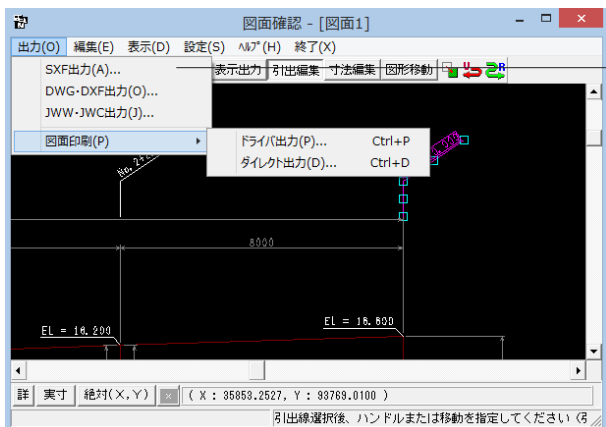 図面確認 - [図面1]
出力(O) 編集(E) 表示(D) 設定(S) ﾍﾙﾌﾟ(H) 終了(X)
SXF出力(A)...
表示出力 引出編集 寸法編集 図形移動
DWG・DXF出力(O)...
JWW・JWC出力(J)...
図面印刷(P)
ドライバ出力(P)... Ctrl+P
ダイレクト出力(D)... Ctrl+D
8000
EL = 16.200
EL = 16.600
詳 実寸 絶対(X,Y) × ( X : 35853.2527, Y : 93769.0100 )
引出線選択後、ハンドルまたは移動を指定してください